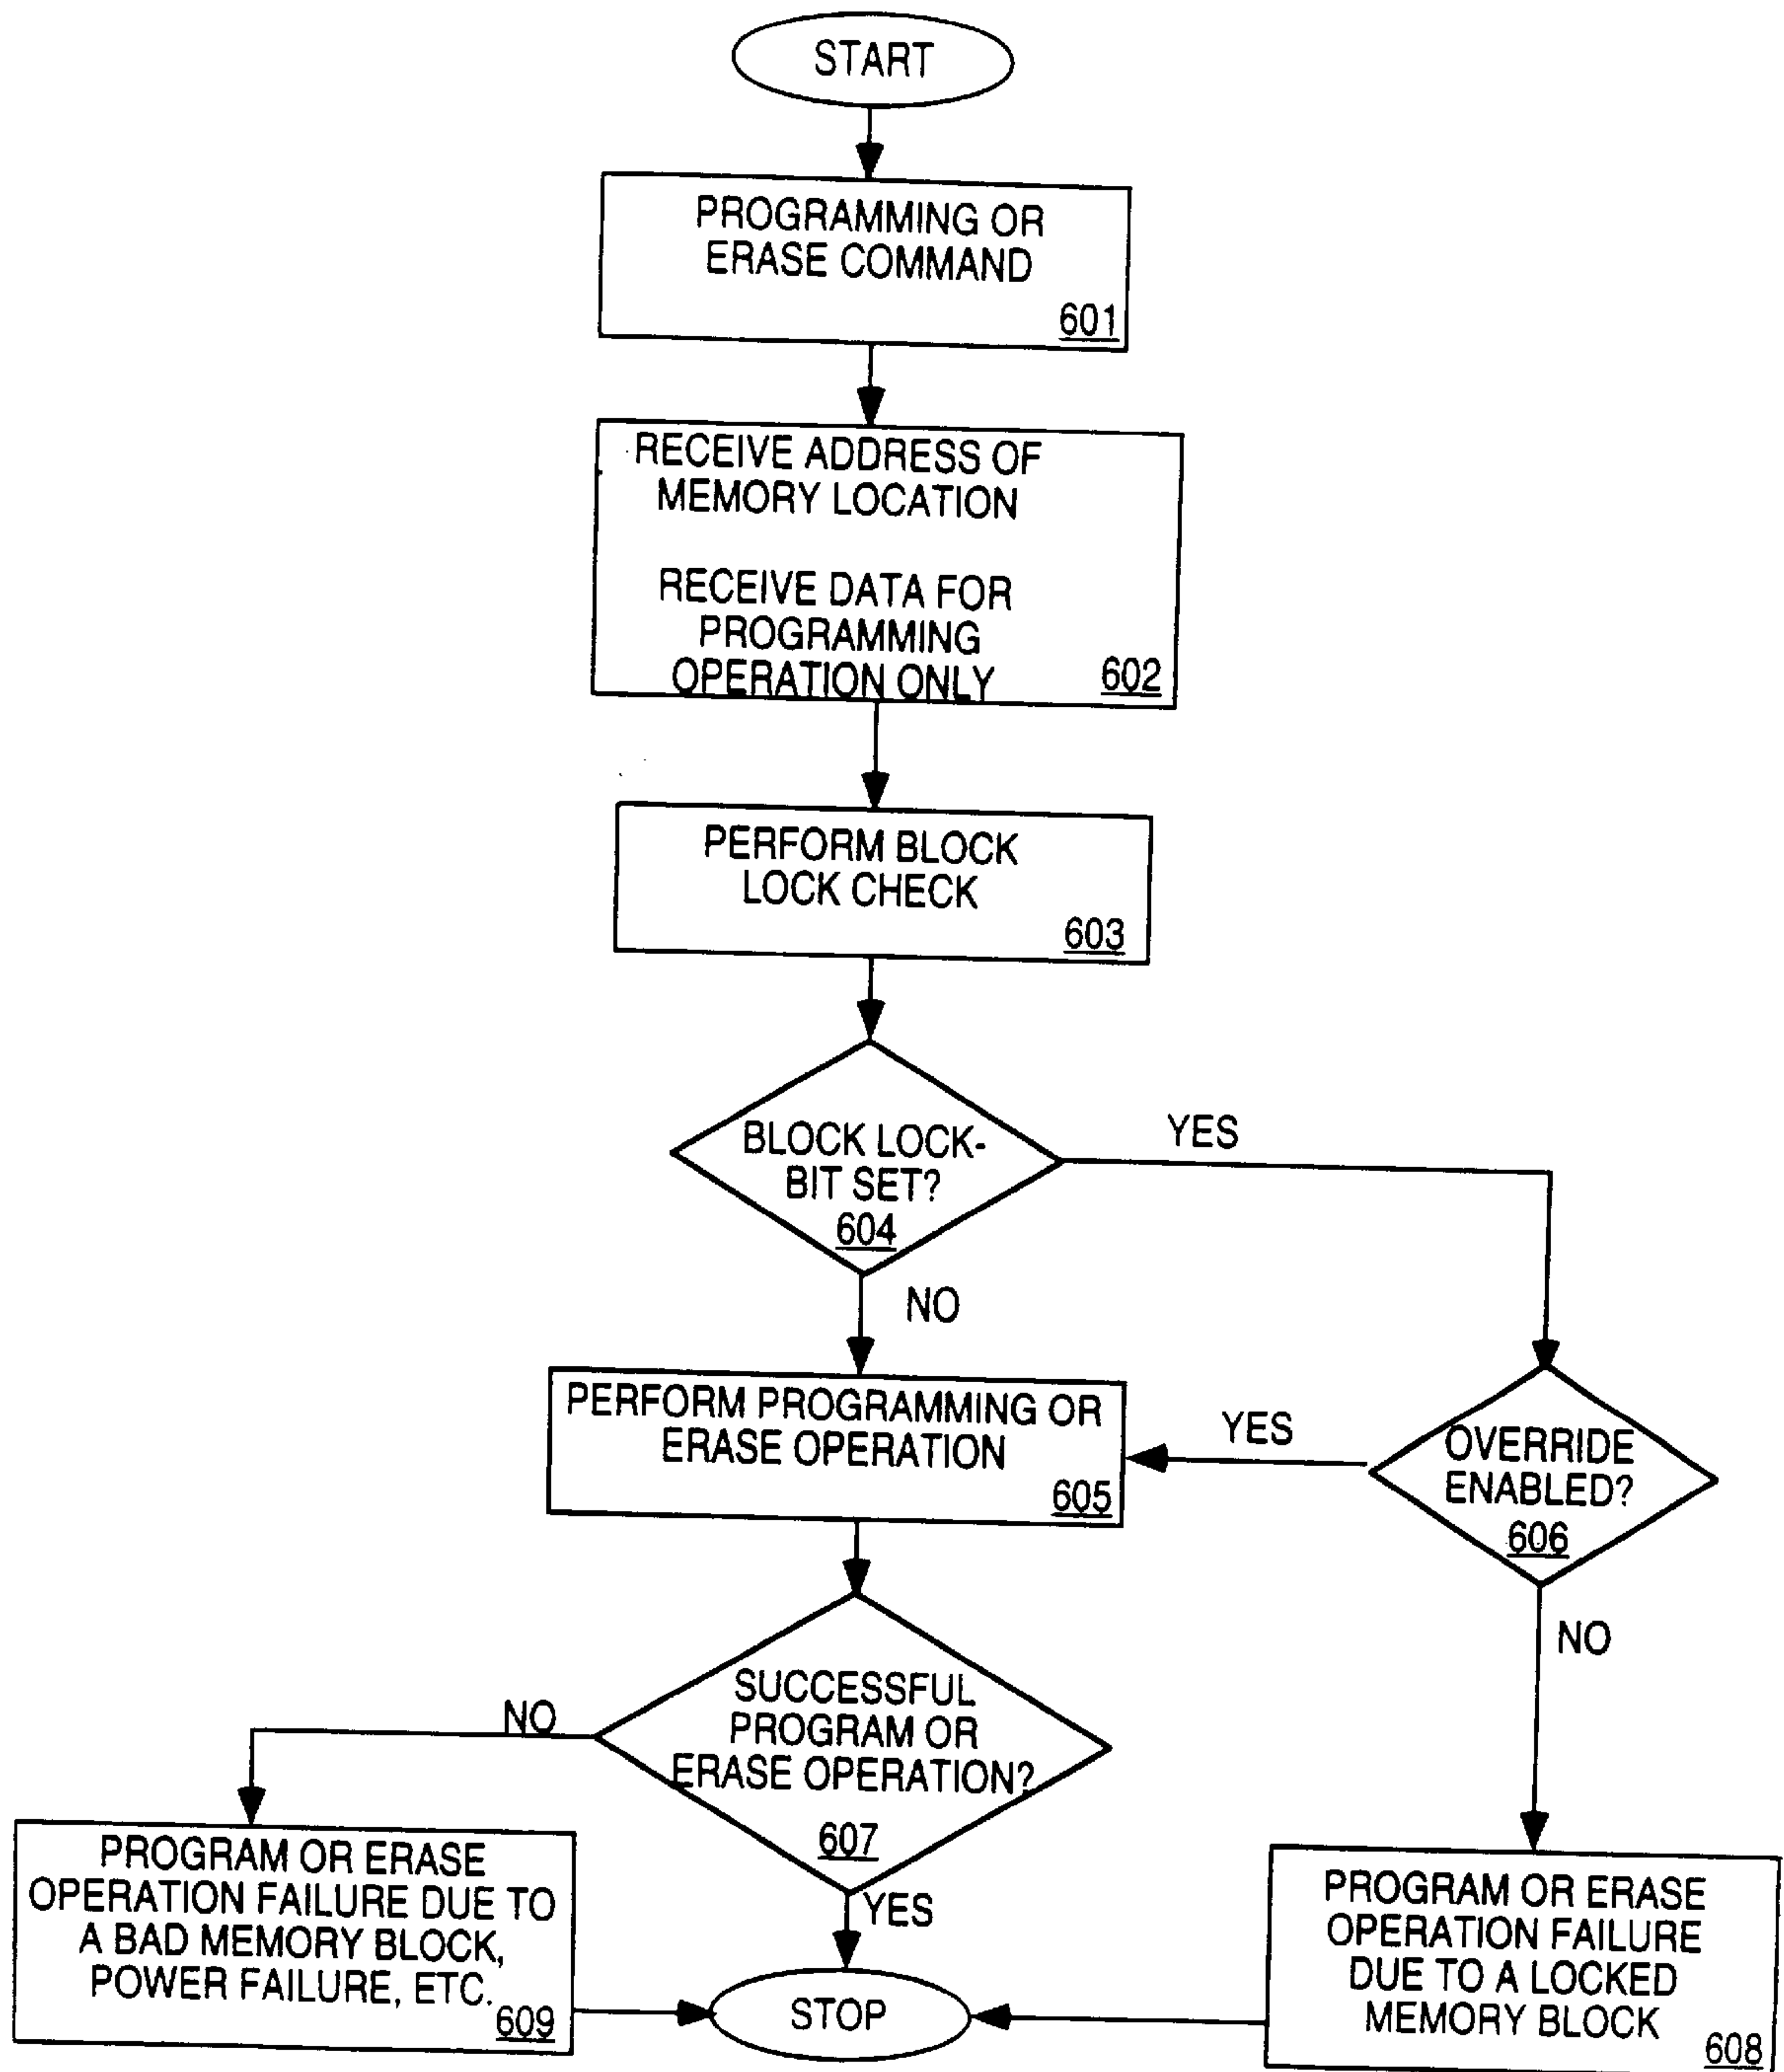 START
PROGRAMMING OR
ERASE COMMAND
601
RECEIVE ADDRESS OF
MEMORY LOCATION
RECEIVE DATA FOR
PROGRAMMING
OPERATION ONLY
602
PERFORM BLOCK
LOCK CHECK
603
BLOCK LOCK-
BIT SET?
604
YES
NO
PERFORM PROGRAMMING OR
ERASE OPERATION
605
YES
OVERRIDE
ENABLED?
606
NO
SUCCESSFUL
PROGRAM OR
ERASE OPERATION?
607
NO
YES
PROGRAM OR ERASE
OPERATION FAILURE DUE TO
A BAD MEMORY BLOCK,
POWER FAILURE, ETC.
609
STOP
PROGRAM OR ERASE
OPERATION FAILURE
DUE TO A LOCKED
MEMORY BLOCK
608